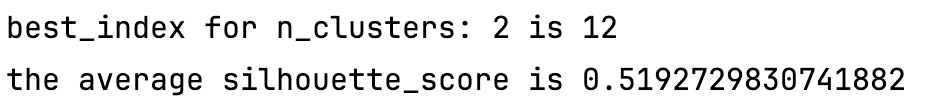 best_index for n_clusters: 2 is 12
the average silhouette_score is 0.5192729830741882